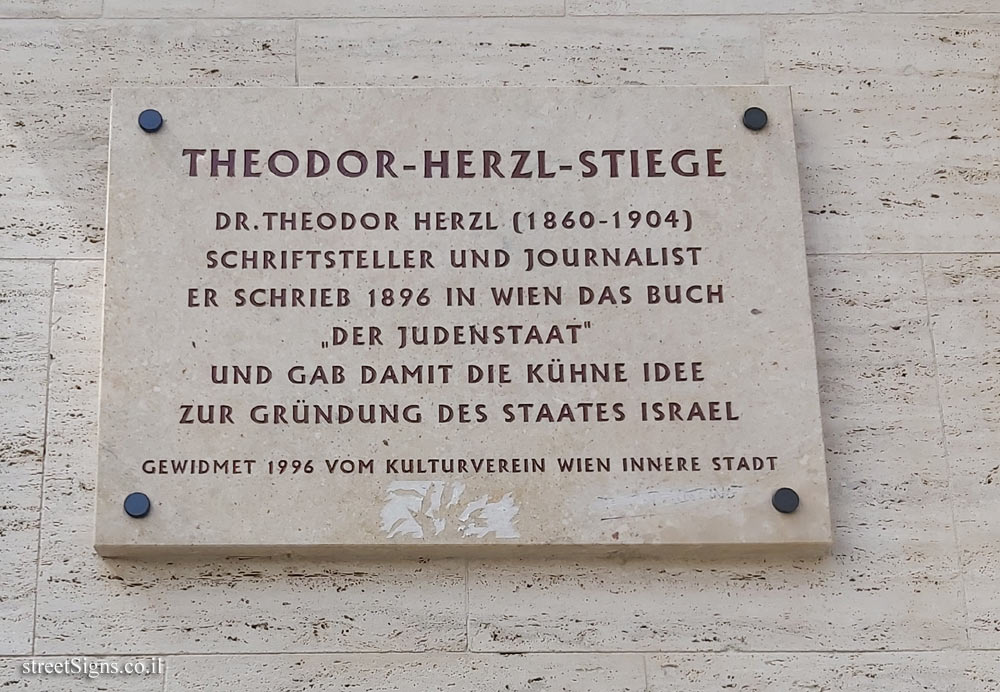 THEODOR-HERZL-STIEGE
DR. THEODOR HERZL (1860-1904)
SCHRIFTSTELLER UND JOURNALIST
ER SCHRIEB 1896 IN WIEN DAS BUCH
„DER JUDENSTAAT"
UND GAB DAMIT DIE KÜHNE IDEE
ZUR GRÜNDUNG DES STAATES ISRAEL
GEWIDMET 1996 VOM KULTURVEREIN WIEN INNERE STADT
streetSigns.co.il